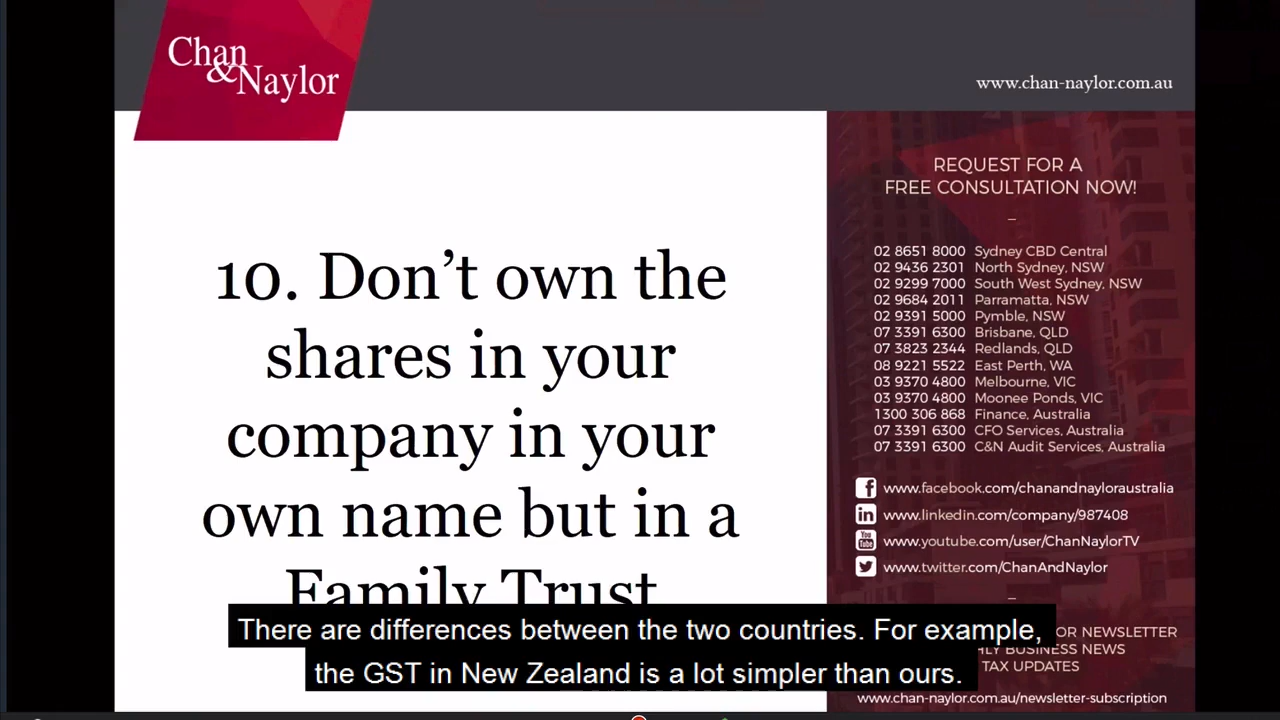 Chan
&Naylor
www.chan-naylor.com.au
10. Don’t own the
shares in your
company in your
own name but in a
Family Trust
REQUEST FOR A
FREE CONSULTATION NOW!
02 8651 8000 Sydney CBD Central
02 9436 2301 North Sydney, NSW
02 9299 7000 South West Sydney, NSW
02 9684 2011 Parramatta, NSW
02 9391 5000 Pymble, NSW
07 3391 6300 Brisbane, QLD
07 3823 2344 Redlands, QLD
08 9221 5522 East Perth, WA
03 9370 4800 Melbourne, VIC
03 9370 4800 Moonee Ponds, VIC
1300 306 868 Finance, Australia
07 3391 6300 CFO Services, Australia
07 3391 6300 C&N Audit Services, Australia
www.facebook.com/chanandnayloraustralia
www.linkedin.com/company/987408
You Tube www.youtube.com/user/ChanNaylorTV
www.twitter.com/ChanAndNaylor
NEWSLETTER
BUSINESS NEWS
TAX UPDATES
www.chan-naylor.com.au/newsletter-subscription
There are differences between the two countries. For example,
the GST in New Zealand is a lot simpler than ours.